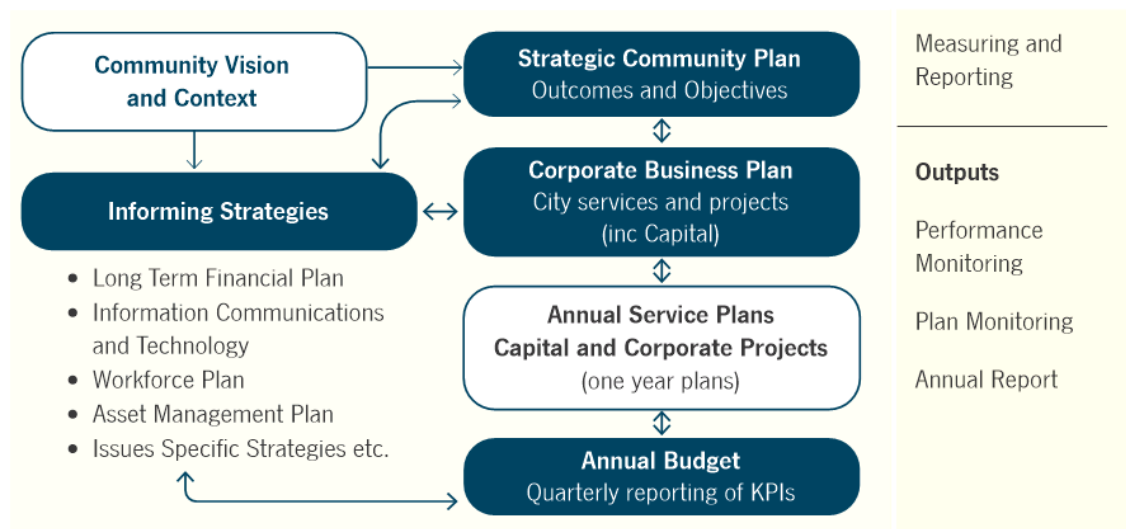 Community Vision
and Context
Strategic Community Plan
Outcomes and Objectives
Informing Strategies
Corporate Business Plan
City services and projects
(inc Capital)
• Long Term Financial Plan
• Information Communications
and Technology
• Workforce Plan
• Asset Management Plan
• Issues Specific Strategies etc.
Annual Service Plans
Capital and Corporate Projects
(one year plans)
Annual Budget
Quarterly reporting of KPIs
Measuring and
Reporting
Outputs
Performance
Monitoring
Plan Monitoring
Annual Report